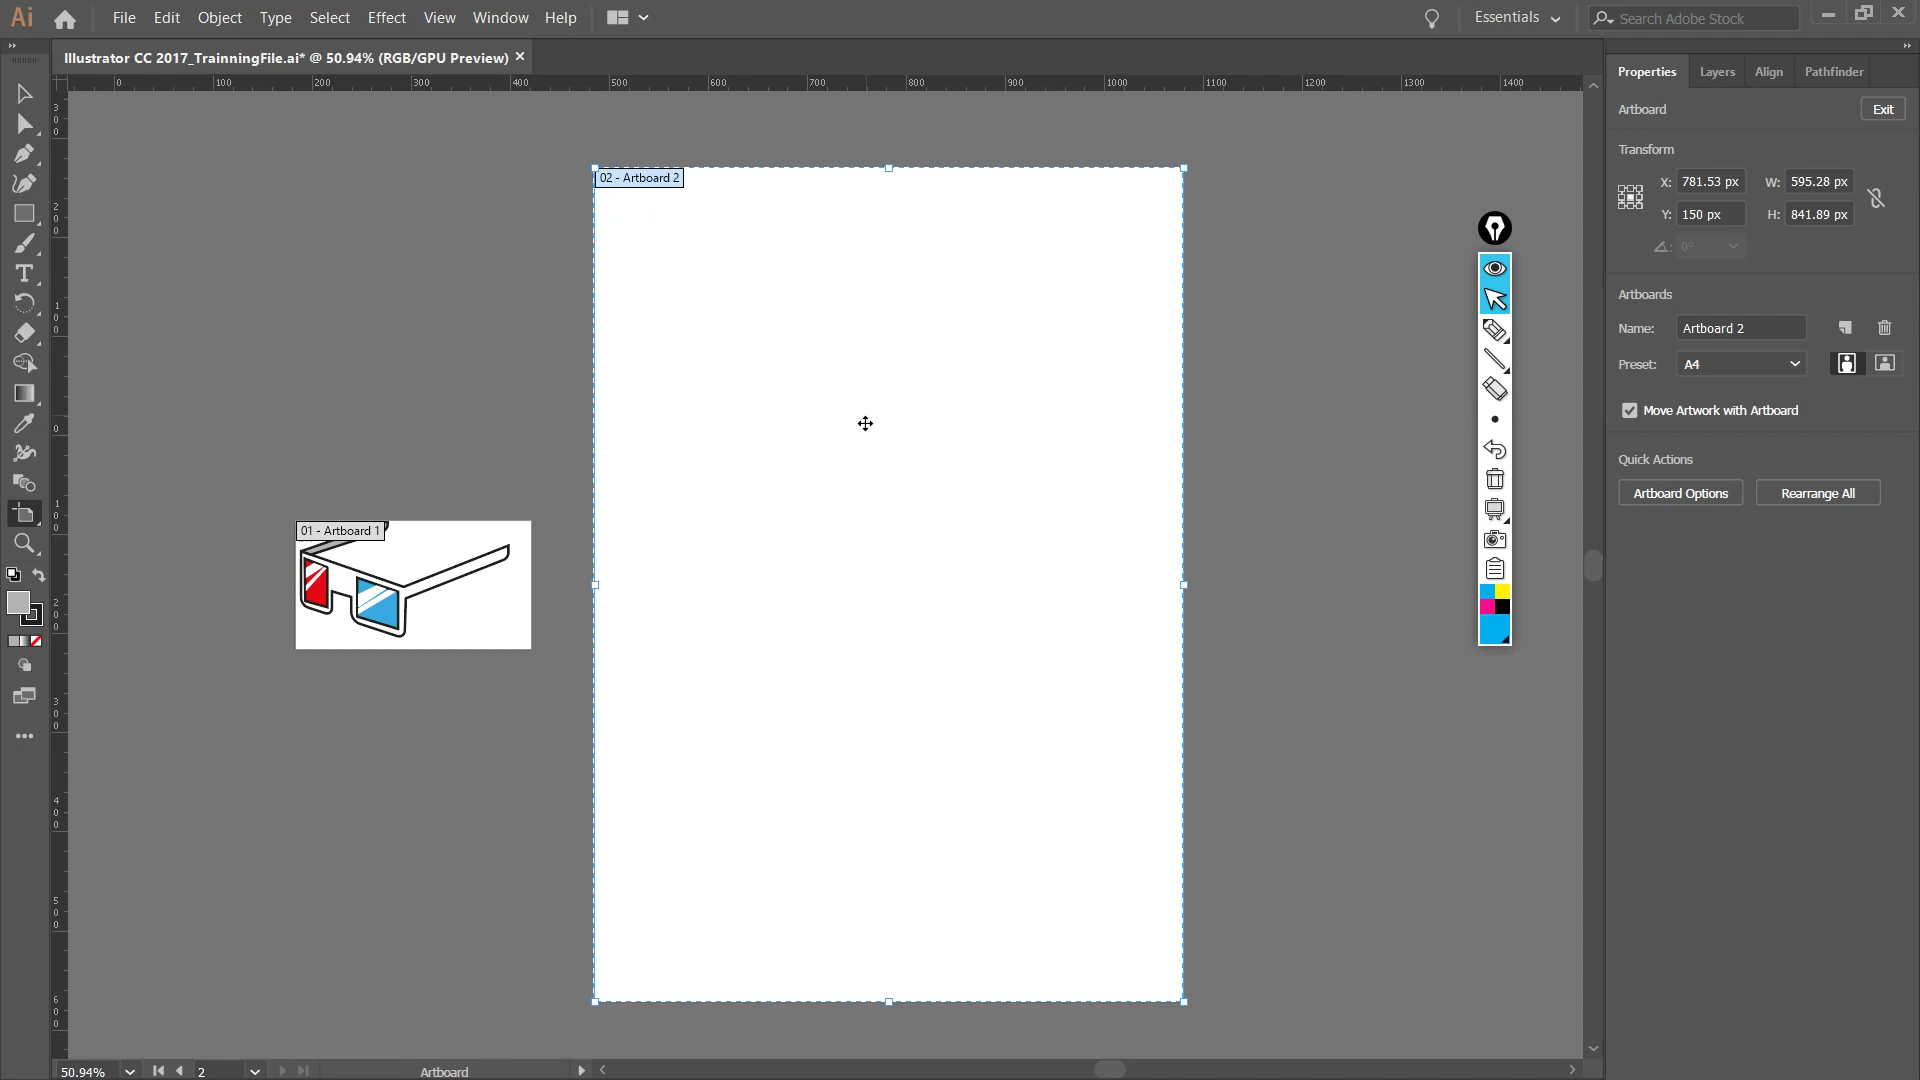 Ai File Edit Object Type Select Effect View Window Help Essentials Search Adobe Stock
Illustrator CC 2017_TrainningFile.ai* @ 50.94% (RGB/GPU Preview)
0 100 200 300 400 500 600 700 800 900 1000 1100 1200 1300 1400
300
200
100
0
100
200
300
400
500
600
02 - Artboard 2
01 - Artboard 1
Properties Layers Align Pathfinder
Artboard Exit
Transform
X: 781.53 px W: 595.28 px
Y: 150 px H: 841.89 px
0°
Artboards
Name: Artboard 2
Preset: A4
Move Artwork with Artboard
Quick Actions
Artboard Options Rearrange All
50.94% 2 Artboard